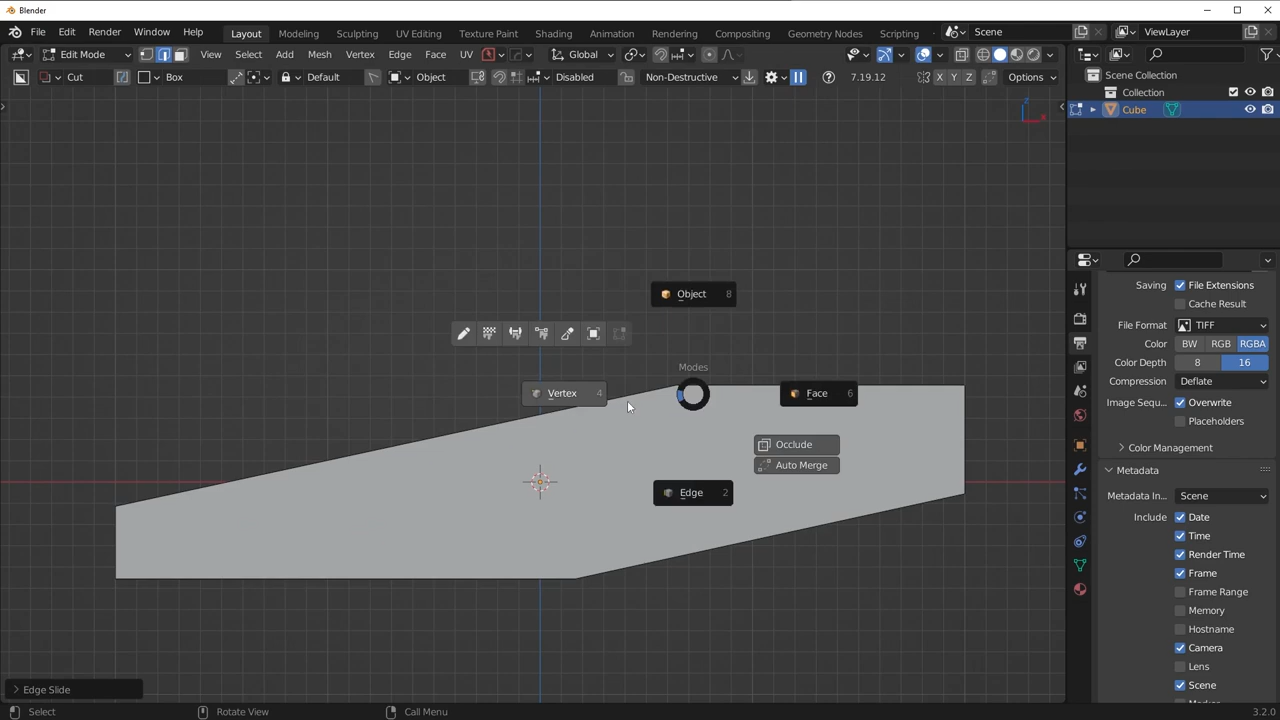 Blender
File Edit Render Window Help Layout Modeling Sculpting UV Editing Texture Paint Shading Animation Rendering Compositing Geometry Nodes Scripting Scene ViewLayer
Edit Mode View Select Add Mesh Vertex Edge Face UV Global
Cut Box Default Object Disabled Non-Destructive 7.19.12 X Y Z Options
Scene Collection
Collection
Cube
z
x
Object 8
Modes
Vertex 4
Face 6
Occlude
Auto Merge
Edge 2
Saving File Extensions
Cache Result
File Format TIFF
Color BW RGB RGBA
Color Depth 8 16
Compression Deflate
Image Sequ... Overwrite
Placeholders
Color Management
Metadata
Metadata In... Scene
Include Date
Time
Render Time
Frame
Frame Range
Memory
Hostname
Camera
Lens
Scene
Edge Slide
Select Rotate View Call Menu 3.2.0